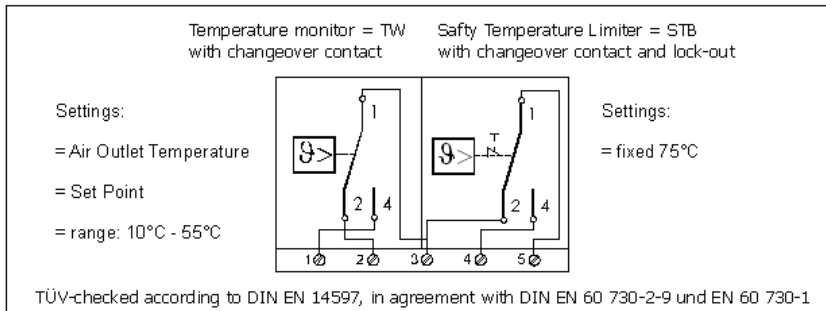 Temperature monitor = TW
with changeover contact
Safty Temperature Limiter = STB
with changeover contact and lock-out
Settings:
= Air Outlet Temperature
= Set Point
= range: 10°C - 55°C
1
ϑ>
2 4
1
ϑ>
2 4
Settings:
= fixed 75°C
1 2 3 4 5
TÜV-checked according to DIN EN 14597, in agreement with DIN EN 60 730-2-9 und EN 60 730-1